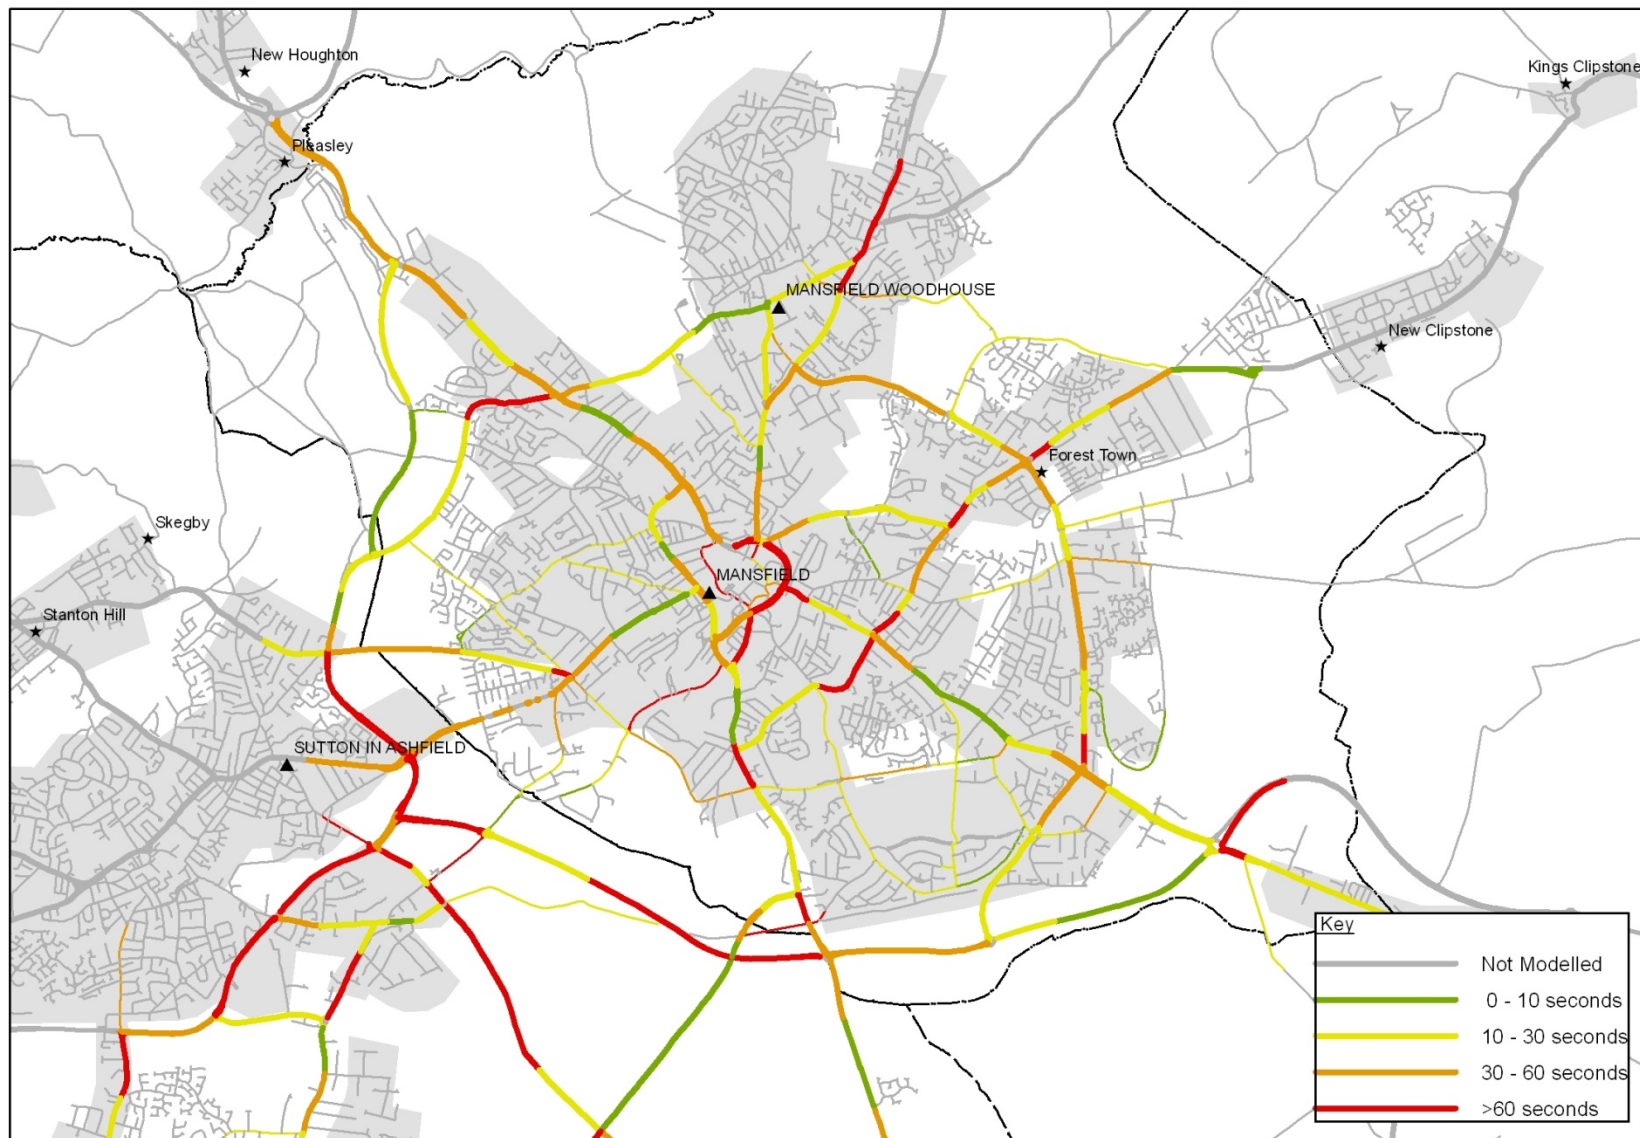 New Houghton
Kings Clipstone
Pleasley
MANSFIELD WOODHOUSE
New Clipstone
Forest Town
Skegby
MANSFIELD
Stanton Hill
SUTTON IN ASHFIELD
Key
Not Modelled
0 - 10 seconds
10 - 30 seconds
30 - 60 seconds
>60 seconds